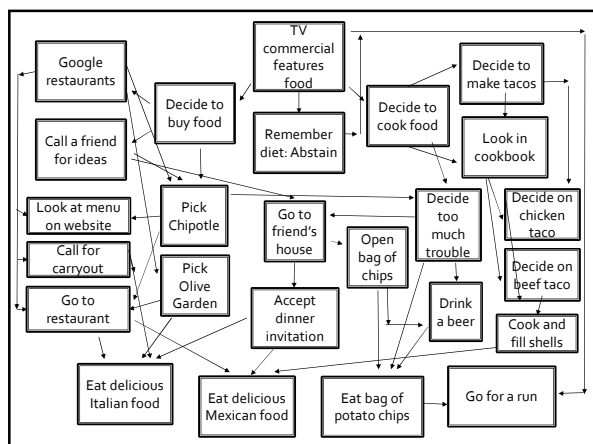 TV
commercial
features
food
Google
restaurants
Decide to
make tacos
Decide to
buy food
Decide to
cook food
Remember
diet: Abstain
Look in
cookbook
Call a friend
for ideas
Look at menu
on website
Pick
Chipotle
Go to
friend's
house
Decide
too
much
trouble
Decide on
chicken taco
Open
bag of
chips
Call for
carryout
Pick
Olive
Garden
Decide on
beef taco
Go to
restaurant
Accept
dinner
invitation
Drink
a beer
Cook and
fill shells
Eat delicious
Italian food
Eat delicious
Mexican food
Eat bag of
potato chips
Go for a run